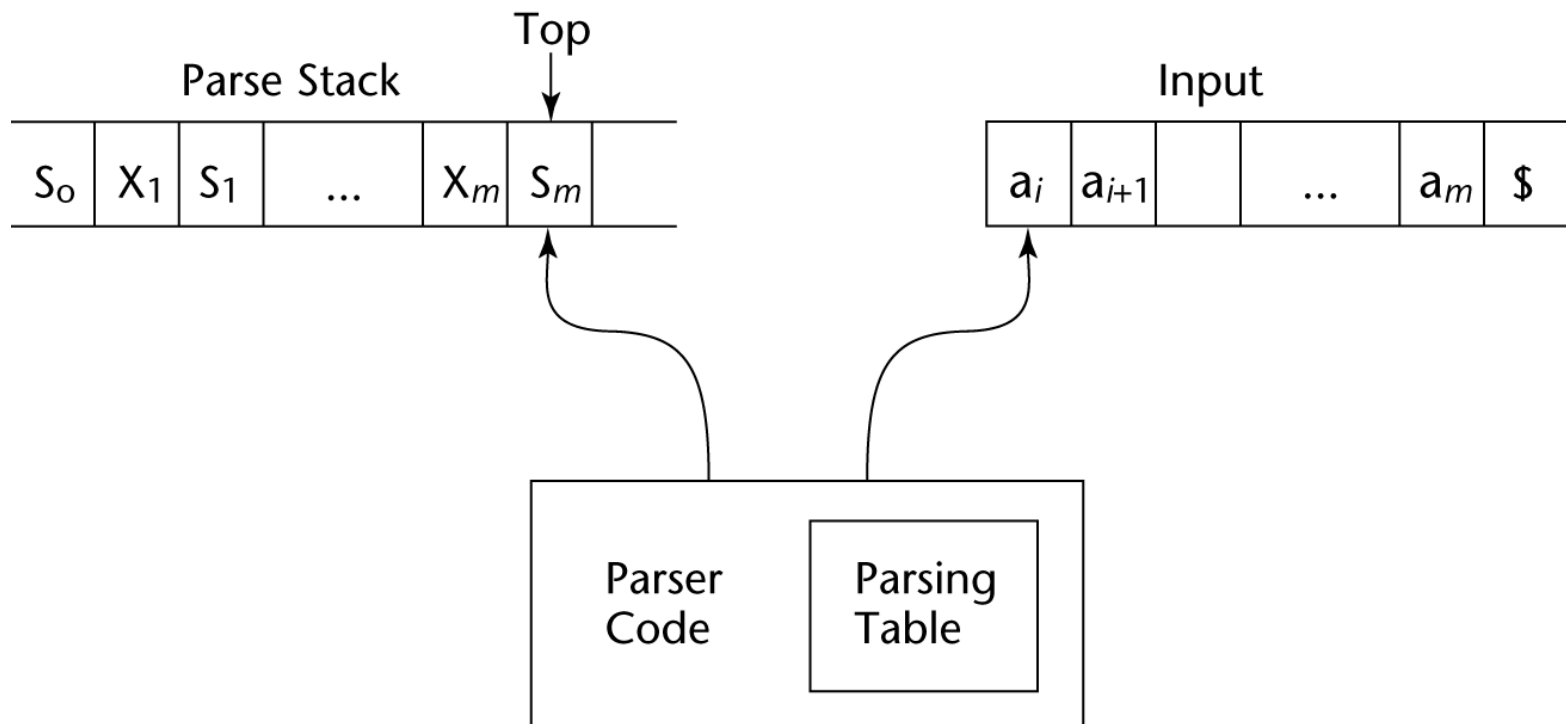 Top
Parse Stack
Input
S₀ X₁ S₁ ... Xₘ Sₘ
aᵢ aᵢ₊₁ ... aₘ $
Parser
Code
Parsing
Table